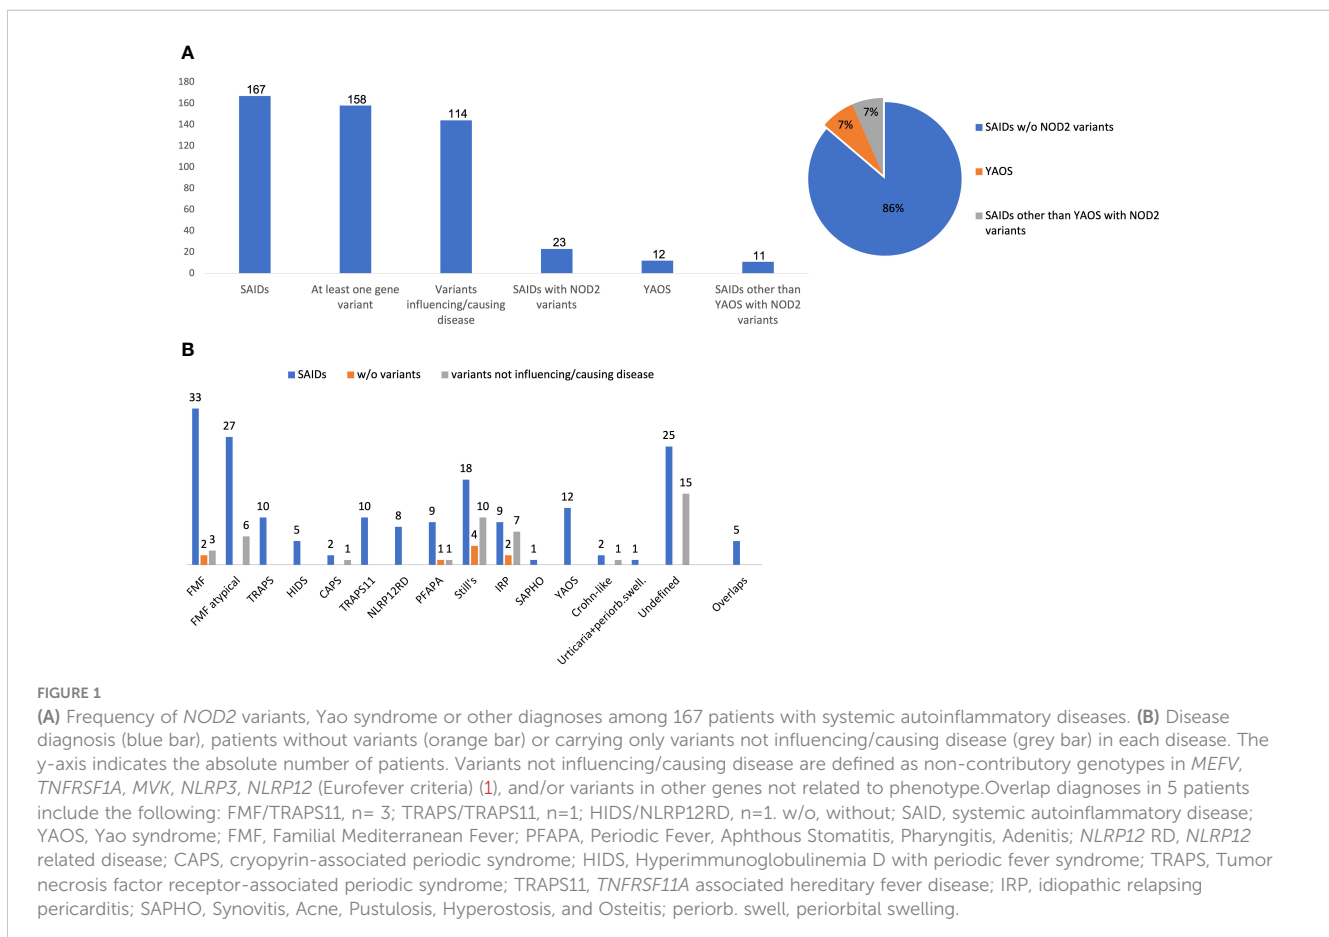 A
180
160
140
120
100
80
60
40
20
0
167
158
114
23
12
11
SAIDs
At least one gene
variant
Variants
influencing/causing
disease
SAIDs with NOD2
variants
YAOS
SAIDs other than
YAOS with NOD2
variants
7%
7%
86%
SAIDs w/o NOD2 variants
YAOS
SAIDs other than YAOS with NOD2
variants
B
SAIDs
w/o variants
variants not influencing/causing disease
33
2
3
27
6
10
5
2
1
10
8
9
1
1
18
4
10
9
2
7
1
12
2
1
1
25
15
5
FMF
FMF atypical
TRAPS
HIDS
CAPS
TRAPS11
NLRP12RD
PFAPA
Still's
IRP
SAPHO
YAOS
Crohn-like
Urticaria+periorb.swell.
Undefined
Overlaps
FIGURE 1
(A) Frequency of NOD2 variants, Yao syndrome or other diagnoses among 167 patients with systemic autoinflammatory diseases. (B) Disease
diagnosis (blue bar), patients without variants (orange bar) or carrying only variants not influencing/causing disease (grey bar) in each disease. The
y-axis indicates the absolute number of patients. Variants not influencing/causing disease are defined as non-contributory genotypes in MEFV,
TNFRSF1A, MVK, NLRP3, NLRP12 (Eurofever criteria) (1), and/or variants in other genes not related to phenotype.Overlap diagnoses in 5 patients
include the following: FMF/TRAPS11, n= 3; TRAPS/TRAPS11, n=1; HIDS/NLRP12RD, n=1. w/o, without; SAID, systemic autoinflammatory disease;
YAOS, Yao syndrome; FMF, Familial Mediterranean Fever; PFAPA, Periodic Fever, Aphthous Stomatitis, Pharyngitis, Adenitis; NLRP12 RD, NLRP12
related disease; CAPS, cryopyrin-associated periodic syndrome; HIDS, Hyperimmunoglobulinemia D with periodic fever syndrome; TRAPS, Tumor
necrosis factor receptor-associated periodic syndrome; TRAPS11, TNFRSF11A associated hereditary fever disease; IRP, idiopathic relapsing
pericarditis; SAPHO, Synovitis, Acne, Pustulosis, Hyperostosis, and Osteitis; periorb. swell, periorbital swelling.